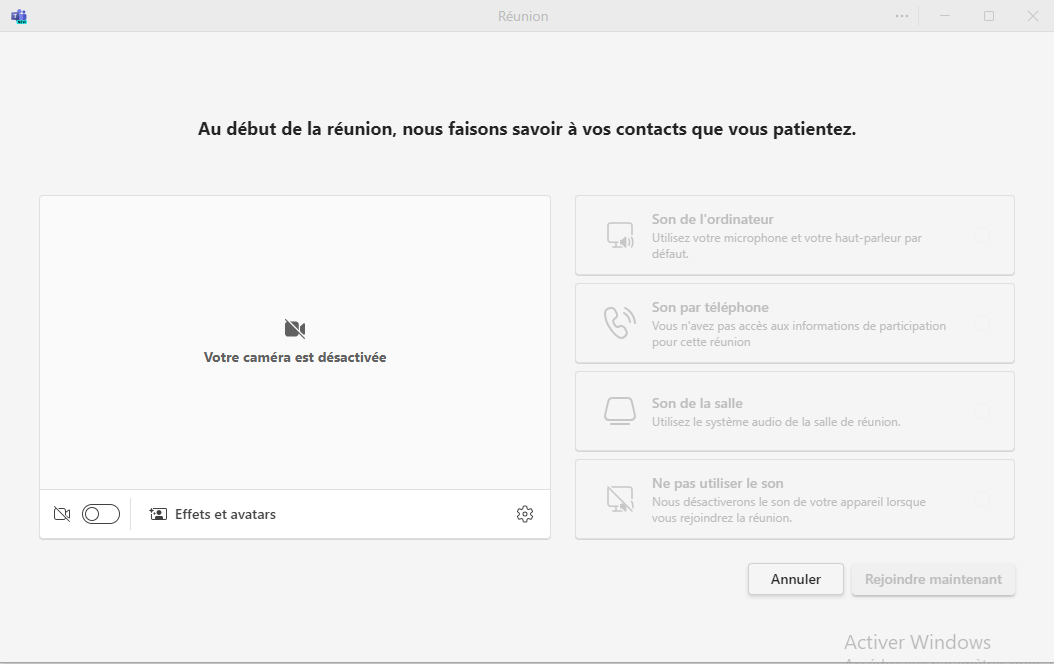 Réunion
Au début de la réunion, nous faisons savoir à vos contacts que vous patientez.
Votre caméra est désactivée
Effets et avatars
Son de l'ordinateur
Utilisez votre microphone et votre haut-parleur par
défaut.
Son par téléphone
Vous n'avez pas accès aux informations de participation
pour cette réunion
Son de la salle
Utilisez le système audio de la salle de réunion.
Ne pas utiliser le son
Nous désactiverons le son de votre appareil lorsque
vous rejoindrez la réunion.
Annuler
Rejoindre maintenant
Activer Windows